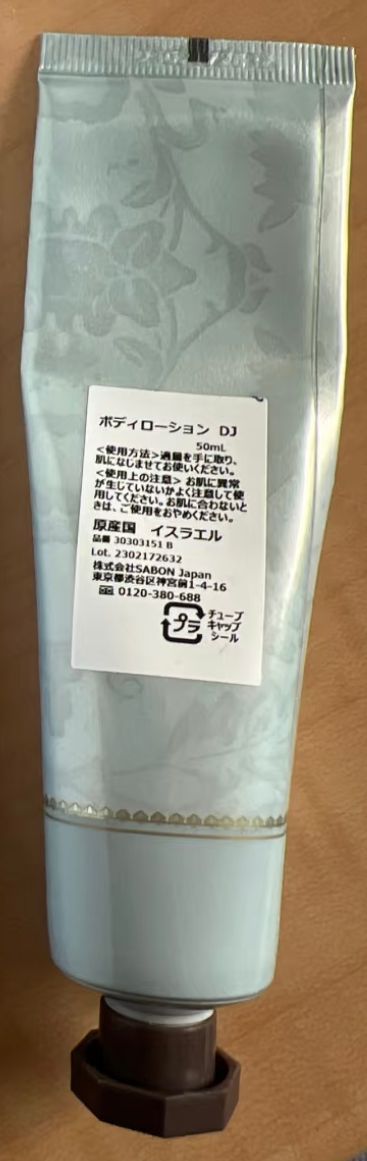 ボディローション DJ
50mL
＜使用方法＞適量を手に取り、
肌になじませてお使いください。
＜使用上の注意＞ お肌に異常
が生じていないかよく注意して使
用してください。お肌に合わないと
きは、ご使用をおやめください。
原産国 イスラエル
品番 30303151 B
Lot. 2302172632
株式会社SABON Japan
東京都渋谷区神宮前1-4-16
0120-380-688
プラ
チューブ
キャップ
シール